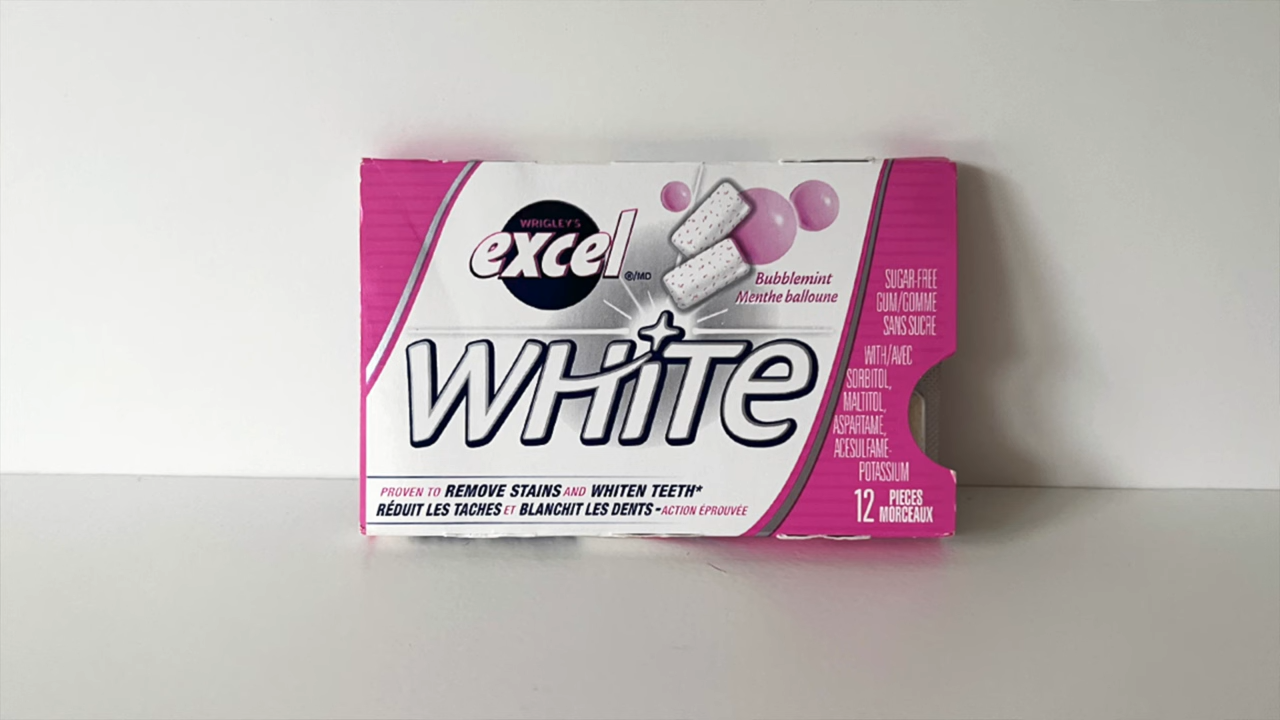 WRIGLEY'S
excel
®/MD
Bubblemint
Menthe balloune
WHiTe
PROVEN TO REMOVE STAINS AND WHITEN TEETH*
RÉDUIT LES TACHES ET BLANCHIT LES DENTS - ACTION ÉPROUVÉE
SUGAR-FREE
GUM/GOMME
SANS SUCRE
WITH/AVEC
SORBITOL,
MALTITOL,
ASPARTAME,
ACESULFAME-
POTASSIUM
12 PIECES
MORCEAUX